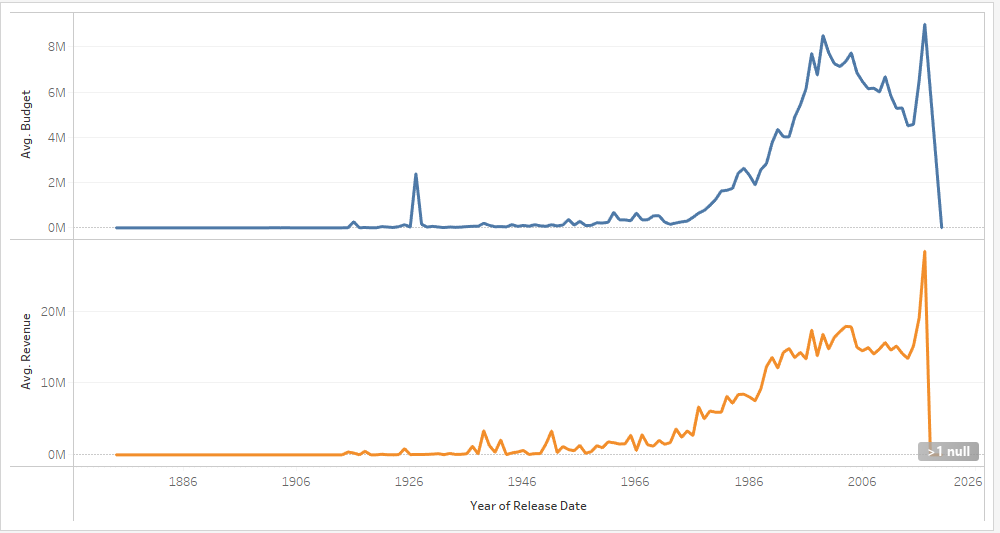 8M
6M
Avg. Budget
4M
2M
0M
20M
Avg. Revenue
10M
0M
>1 null
1886 1906 1926 1946 1966 1986 2006 2026
Year of Release Date